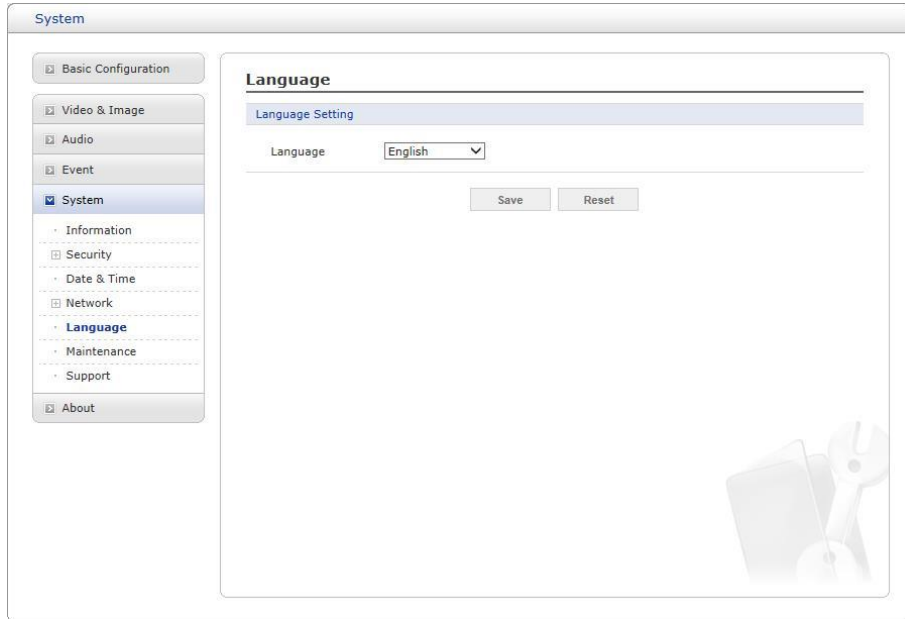 System
Basic Configuration
Video & Image
Audio
Event
System
Information
Security
Date & Time
Network
Language
Maintenance
Support
About
Language
Language Setting
Language English
Save Reset